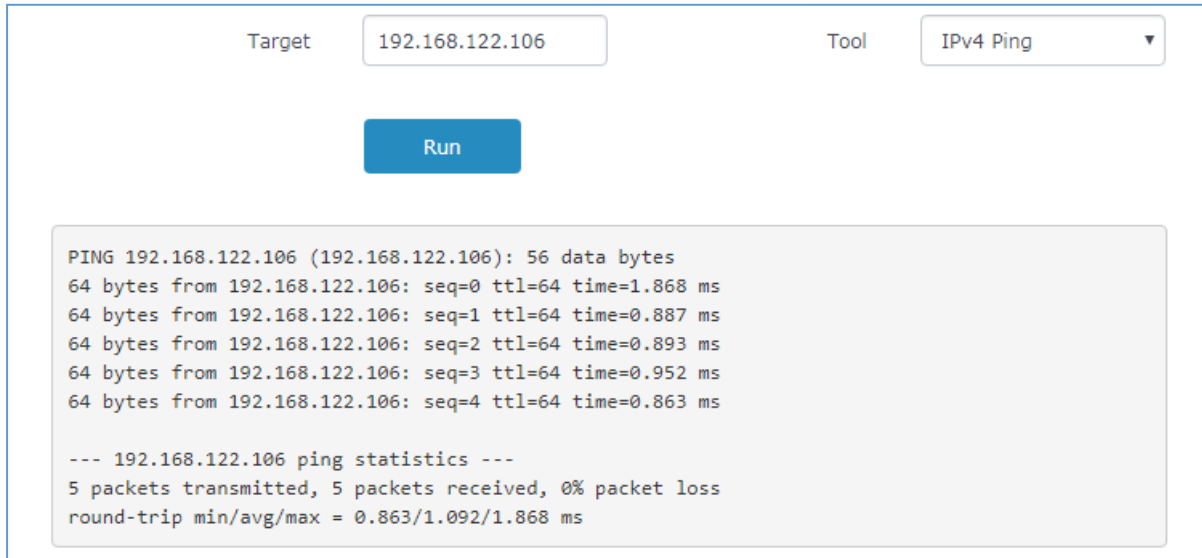 Target 192.168.122.106 Tool IPv4 Ping
Run
PING 192.168.122.106 (192.168.122.106): 56 data bytes
64 bytes from 192.168.122.106: seq=0 ttl=64 time=1.868 ms
64 bytes from 192.168.122.106: seq=1 ttl=64 time=0.887 ms
64 bytes from 192.168.122.106: seq=2 ttl=64 time=0.893 ms
64 bytes from 192.168.122.106: seq=3 ttl=64 time=0.952 ms
64 bytes from 192.168.122.106: seq=4 ttl=64 time=0.863 ms
--- 192.168.122.106 ping statistics ---
5 packets transmitted, 5 packets received, 0% packet loss
round-trip min/avg/max = 0.863/1.092/1.868 ms